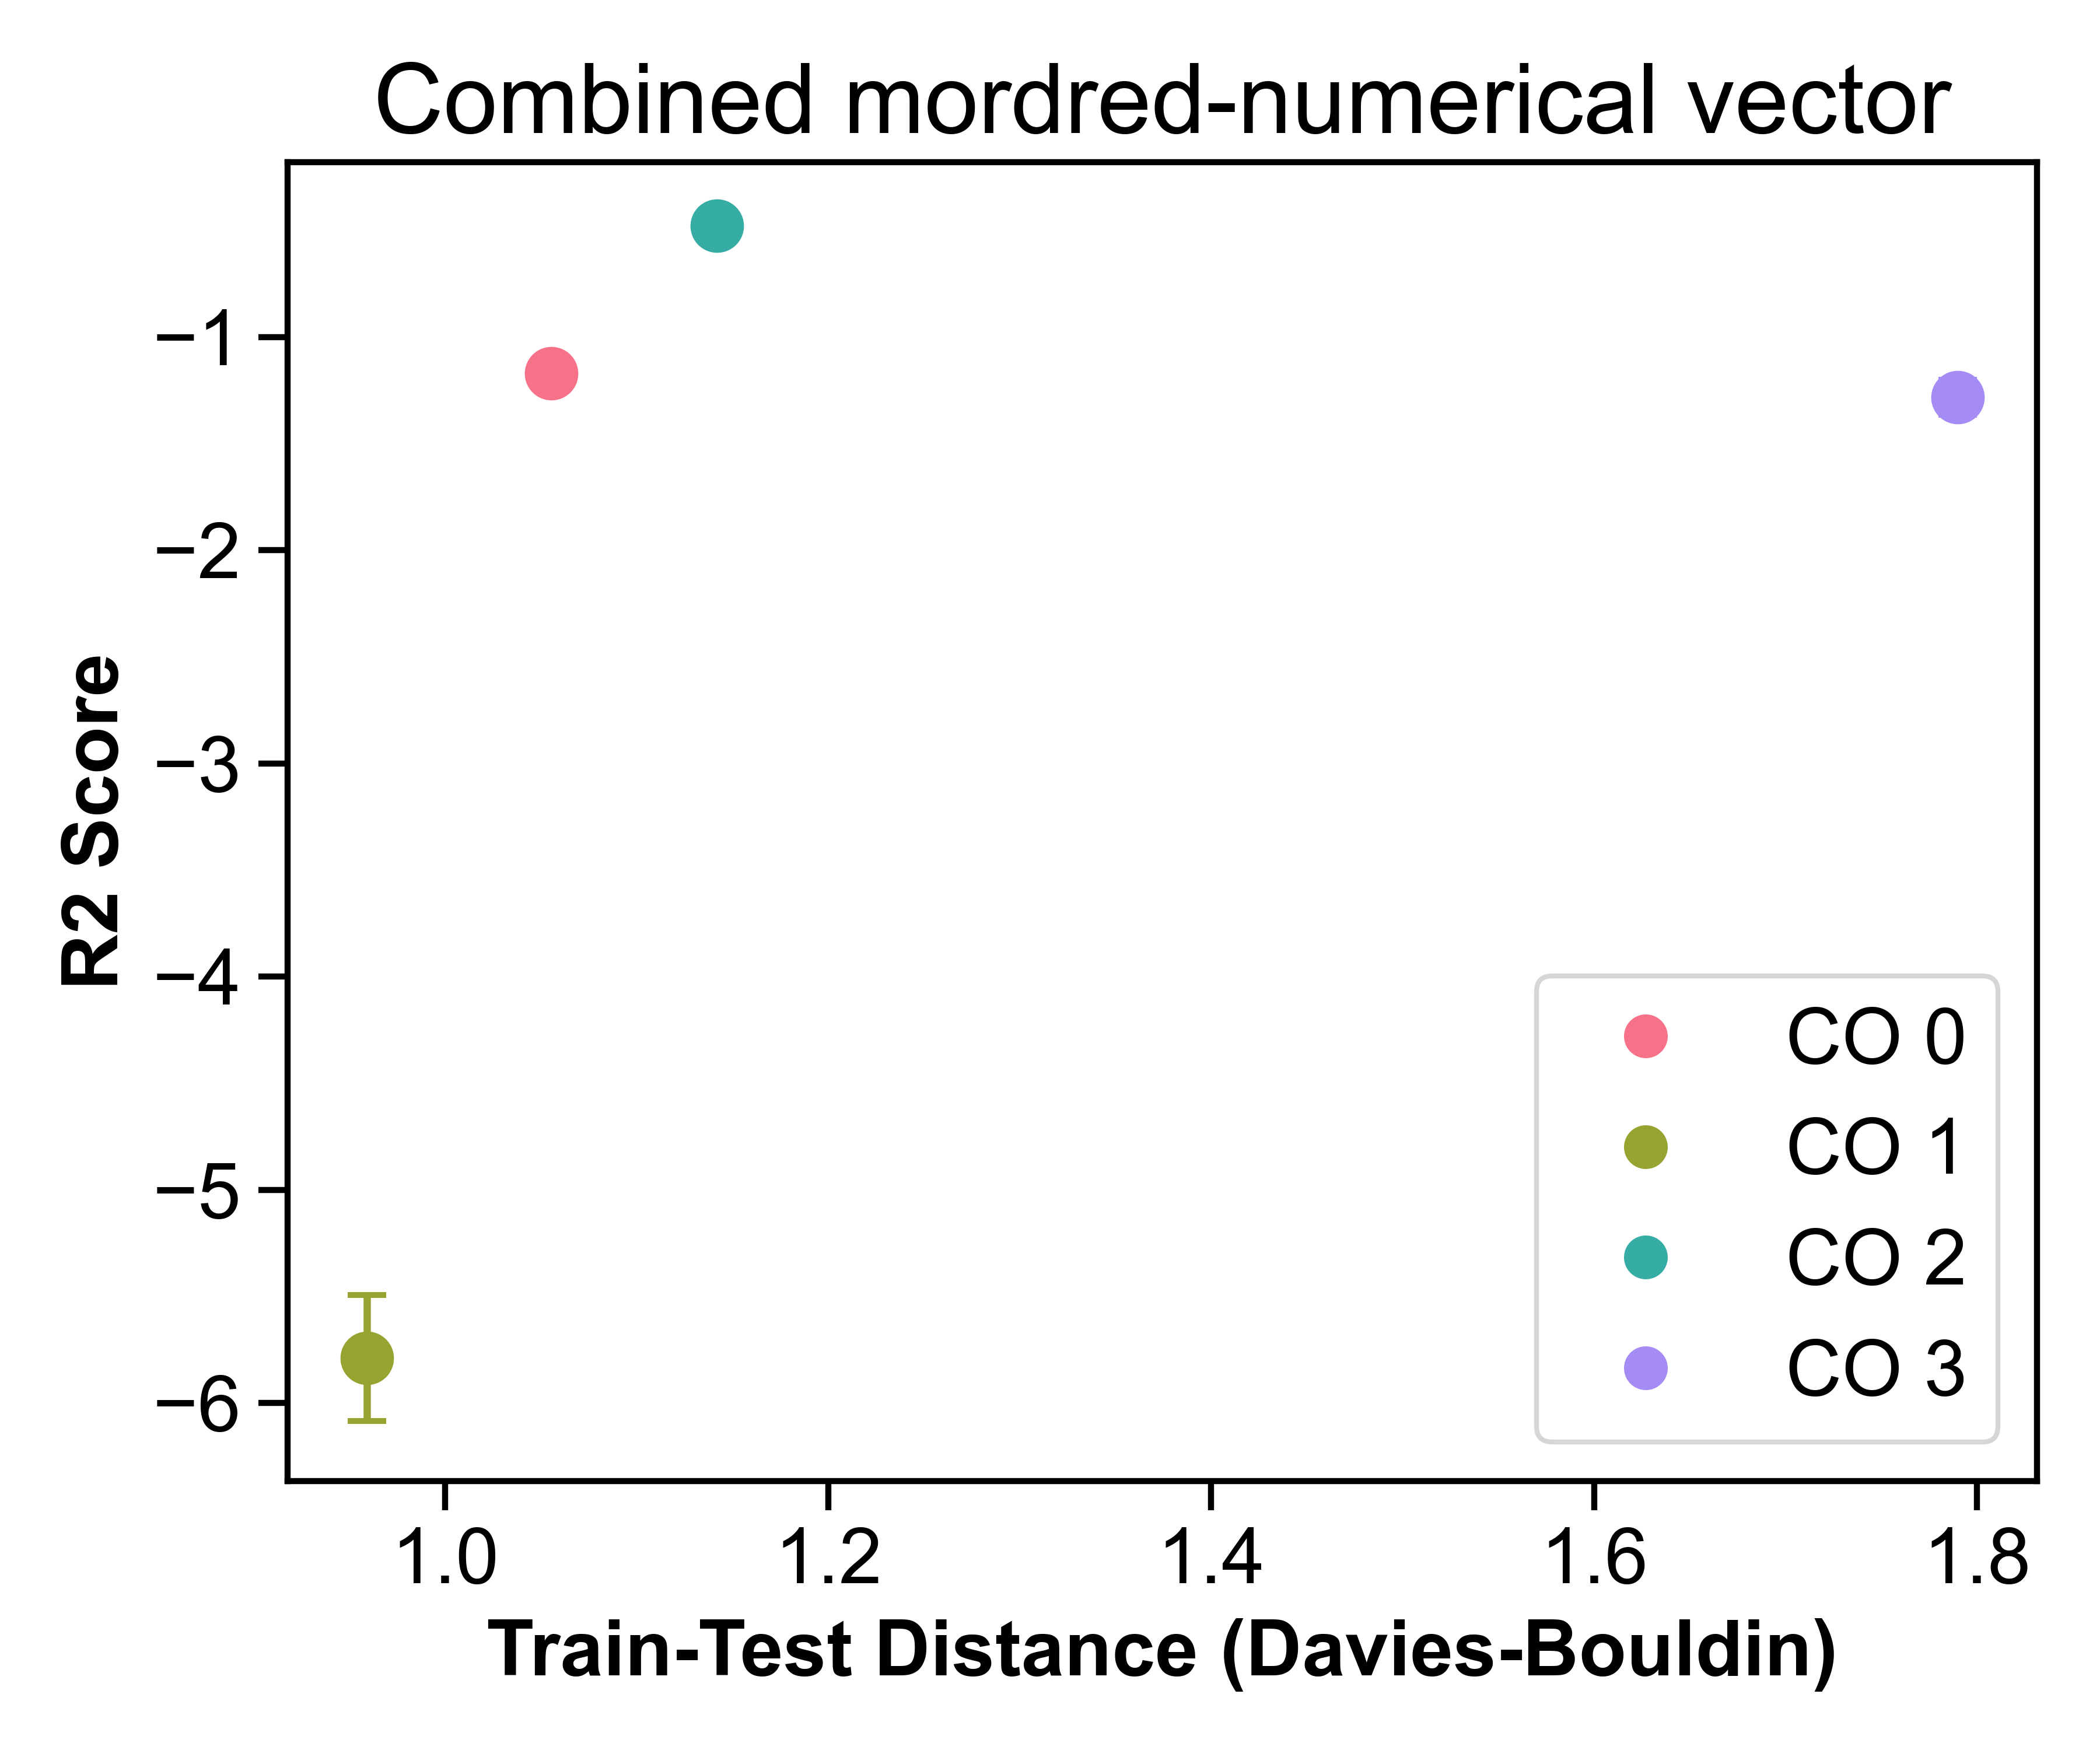 Combined mordred-numerical vector
R2 Score
−1
−2
−3
−4
−5
−6
CO 0
CO 1
CO 2
CO 3
1.0 1.2 1.4 1.6 1.8
Train-Test Distance (Davies-Bouldin)